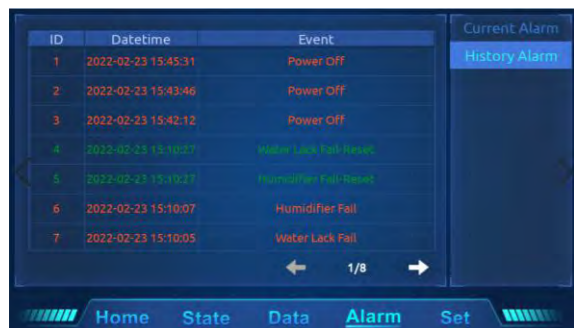 ID Datetime Event
1 2022-02-23 15:45:31 Power Off
2 2022-02-23 15:43:46 Power Off
3 2022-02-23 15:42:12 Power Off
4 2022-02-23 15:10:27 Water Lack Fail-Reset
5 2022-02-23 15:10:27 Humidifier Fail-Reset
6 2022-02-23 15:10:07 Humidifier Fail
7 2022-02-23 15:10:05 Water Lack Fail
1/8
Current Alarm
History Alarm
Home State Data Alarm Set